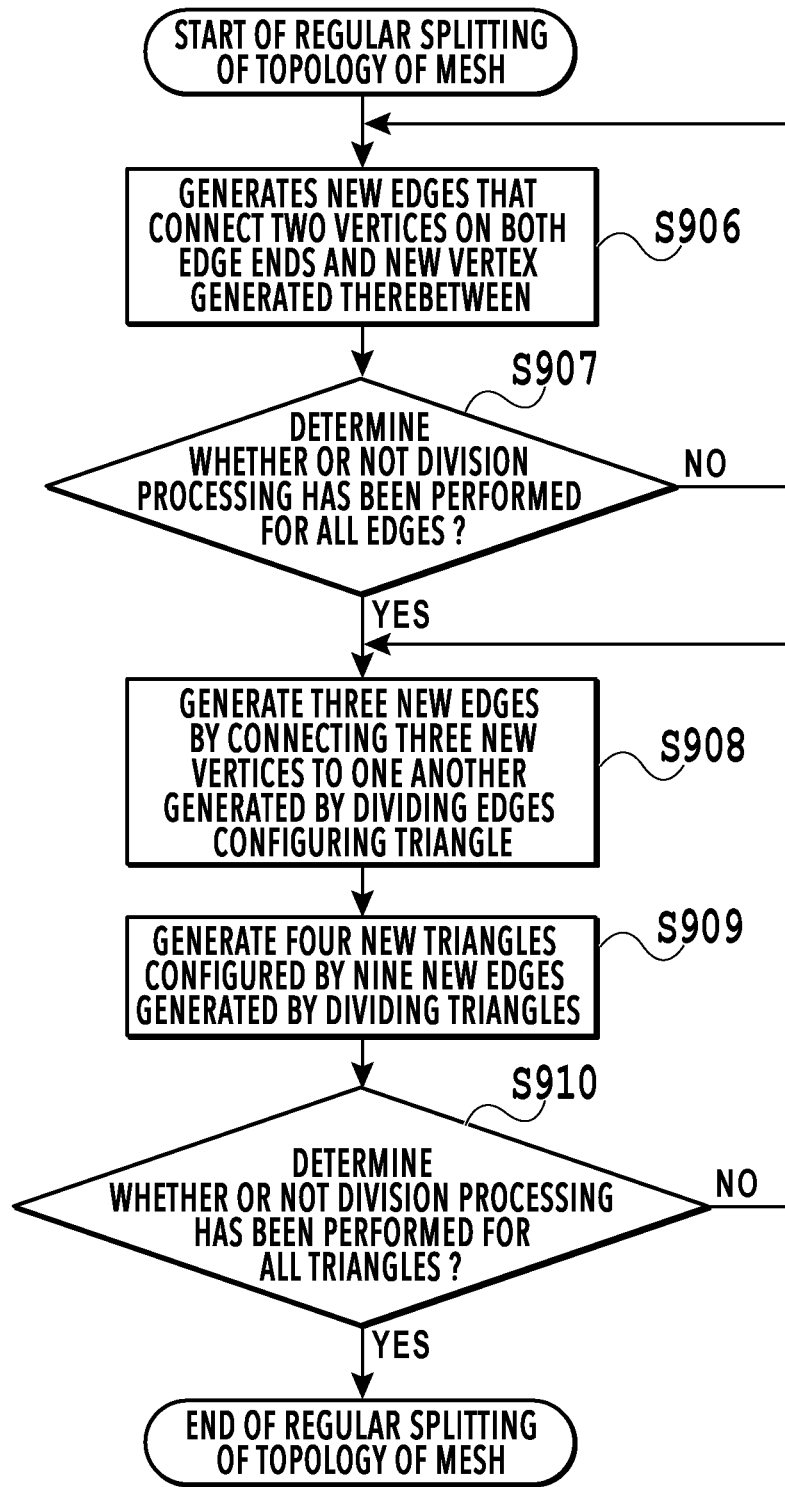 START OF REGULAR SPLITTING
OF TOPOLOGY OF MESH
GENERATES NEW EDGES THAT
CONNECT TWO VERTICES ON BOTH
EDGE ENDS AND NEW VERTEX
GENERATED THEREBETWEEN
S906
S907
DETERMINE
WHETHER OR NOT DIVISION
PROCESSING HAS BEEN PERFORMED
FOR ALL EDGES ?
NO
YES
GENERATE THREE NEW EDGES
BY CONNECTING THREE NEW
VERTICES TO ONE ANOTHER
GENERATED BY DIVIDING EDGES
CONFIGURING TRIANGLE
S908
GENERATE FOUR NEW TRIANGLES
CONFIGURED BY NINE NEW EDGES
GENERATED BY DIVIDING TRIANGLES
S909
S910
DETERMINE
WHETHER OR NOT DIVISION PROCESSING
HAS BEEN PERFORMED FOR
ALL TRIANGLES ?
NO
YES
END OF REGULAR SPLITTING
OF TOPOLOGY OF MESH